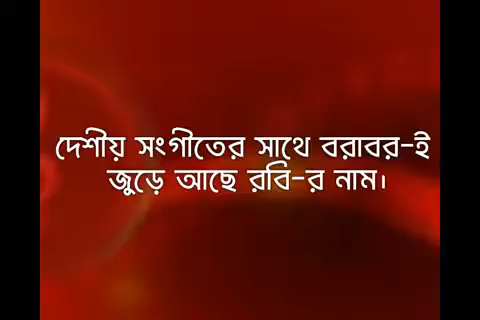 দেশীয় সংগীতের সাথে বরাবর-ই
জুড়ে আছে রবি-র নাম।